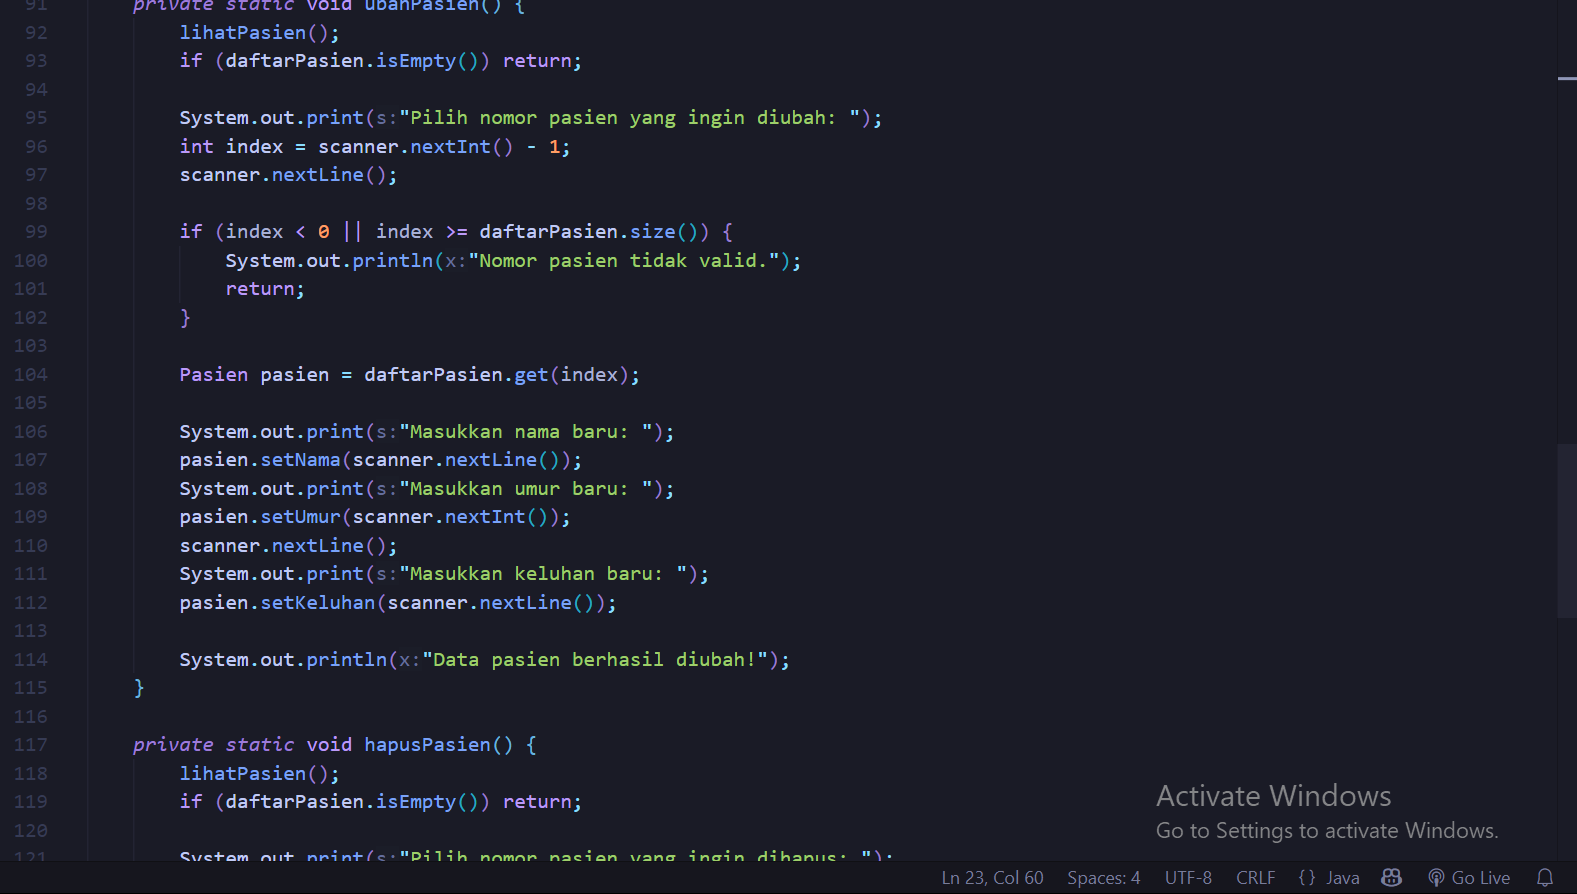 91 private static void ubahPasien() {
92 lihatPasien();
93 if (daftarPasien.isEmpty()) return;
94
95 System.out.print(s:"Pilih nomor pasien yang ingin diubah: ");
96 int index = scanner.nextInt() - 1;
97 scanner.nextLine();
98
99 if (index < 0 || index >= daftarPasien.size()) {
100 System.out.println(x:"Nomor pasien tidak valid.");
101 return;
102 }
103
104 Pasien pasien = daftarPasien.get(index);
105
106 System.out.print(s:"Masukkan nama baru: ");
107 pasien.setNama(scanner.nextLine());
108 System.out.print(s:"Masukkan umur baru: ");
109 pasien.setUmur(scanner.nextInt());
110 scanner.nextLine();
111 System.out.print(s:"Masukkan keluhan baru: ");
112 pasien.setKeluhan(scanner.nextLine());
113
114 System.out.println(x:"Data pasien berhasil diubah!");
115 }
116
117 private static void hapusPasien() {
118 lihatPasien();
119 if (daftarPasien.isEmpty()) return;
120
121 System.out.print(s:"Pilih nomor pasien yang ingin dihapus: ");
Activate Windows
Go to Settings to activate Windows.
Ln 23, Col 60 Spaces: 4 UTF-8 CRLF {} Java Go Live